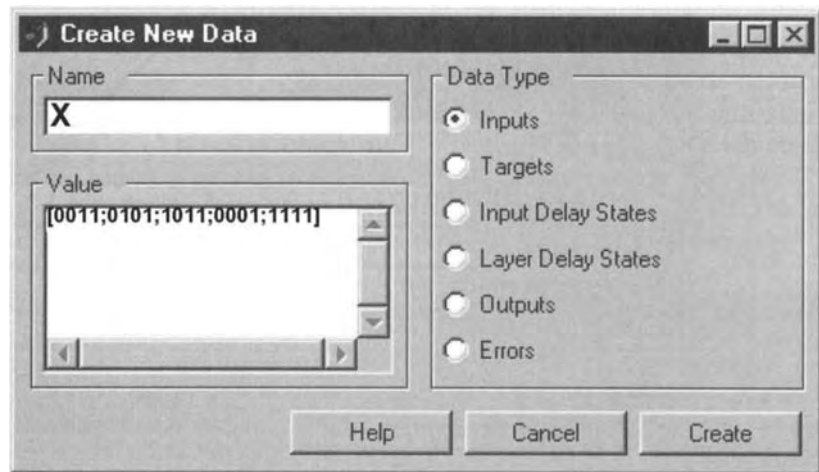 Create New Data
Name
X
Value
[0011;0101;1011;0001;1111]
Data Type
Inputs
Targets
Input Delay States
Layer Delay States
Outputs
Errors
Help
Cancel
Create